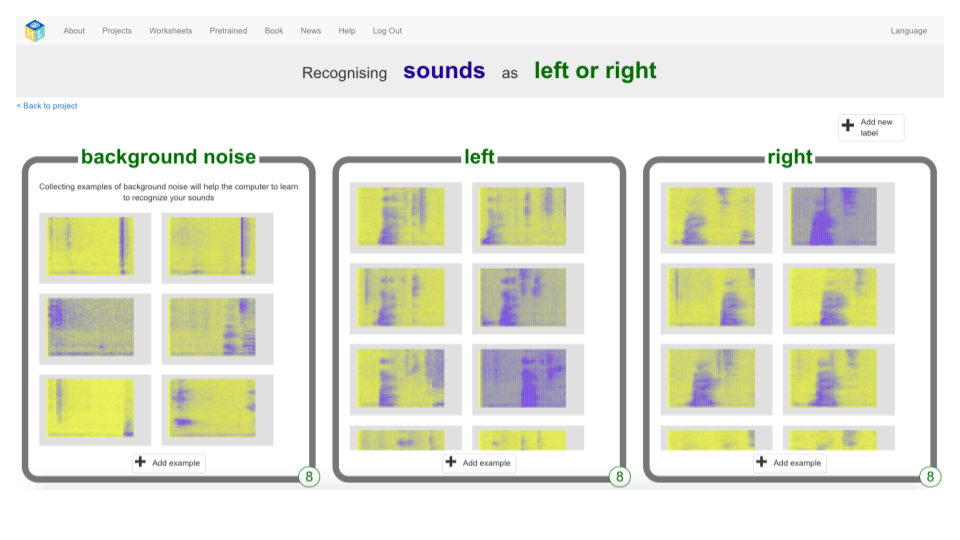 About Projects Worksheets Pretrained Book News Help Log Out Language
Recognising sounds as left or right
< Back to project
Add new
label
background noise
Collecting examples of background noise will help the computer to learn
to recognize your sounds
Add example
8
left
Add example
8
right
Add example
8